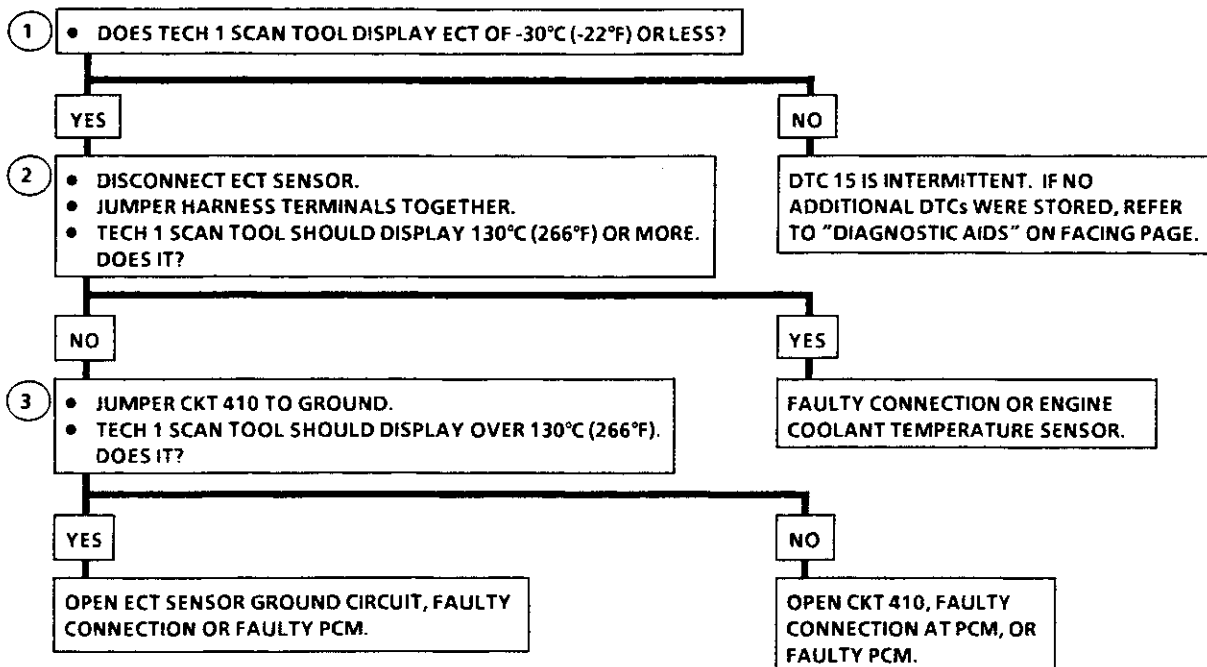 1
• DOES TECH 1 SCAN TOOL DISPLAY ECT OF -30°C (-22°F) OR LESS?
YES
NO
2
• DISCONNECT ECT SENSOR.
• JUMPER HARNESS TERMINALS TOGETHER.
• TECH 1 SCAN TOOL SHOULD DISPLAY 130°C (266°F) OR MORE.
DOES IT?
DTC 15 IS INTERMITTENT. IF NO
ADDITIONAL DTCs WERE STORED, REFER
TO "DIAGNOSTIC AIDS" ON FACING PAGE.
NO
YES
3
• JUMPER CKT 410 TO GROUND.
• TECH 1 SCAN TOOL SHOULD DISPLAY OVER 130°C (266°F).
DOES IT?
FAULTY CONNECTION OR ENGINE
COOLANT TEMPERATURE SENSOR.
YES
NO
OPEN ECT SENSOR GROUND CIRCUIT, FAULTY
CONNECTION OR FAULTY PCM.
OPEN CKT 410, FAULTY
CONNECTION AT PCM, OR
FAULTY PCM.